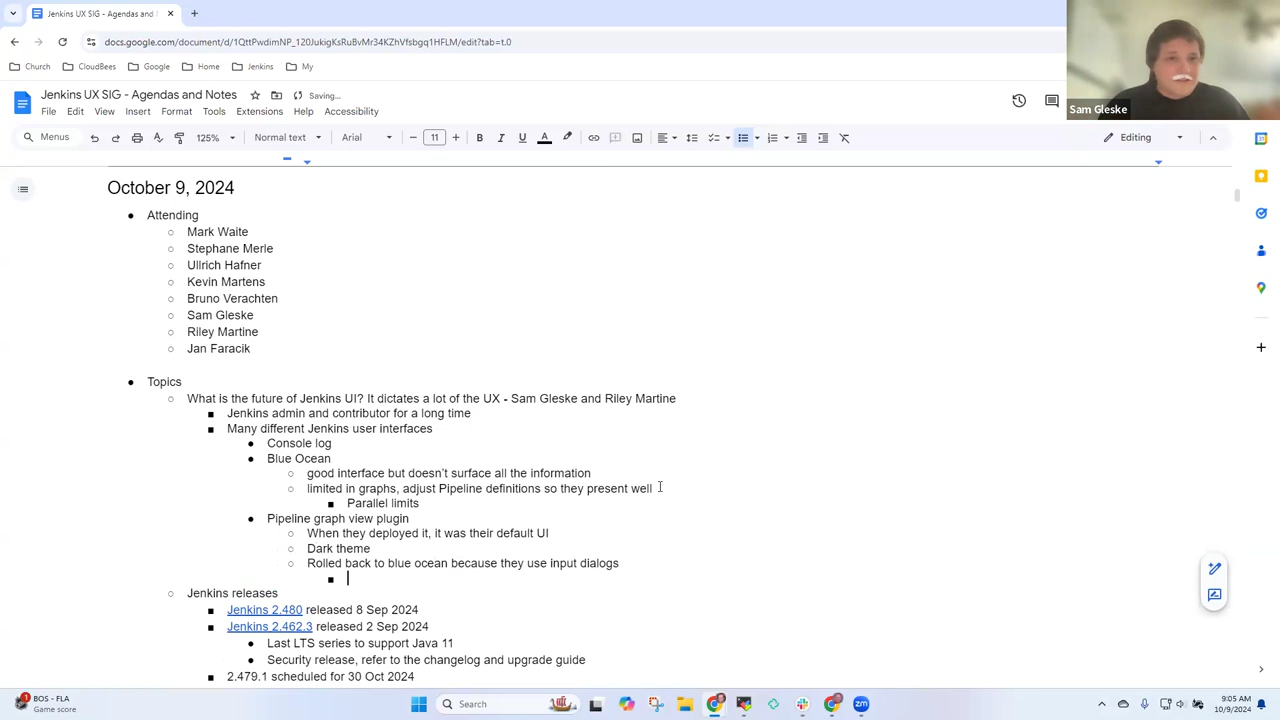 Jenkins UX SIG - Agendas and N
docs.google.com/document/d/1QttPwdimNP_120JukigKsRuBvMr34KZhVfsbgq1HFLM/edit?tab=t.0
Church
CloudBees
Google
Home
Jenkins
My
Sam Gleske
Jenkins UX SIG - Agendas and Notes
Saving...
File Edit View Insert Format Tools Extensions Help Accessibility
Menus
125%
Normal text
Arial
11
Editing
October 9, 2024
Attending
Mark Waite
Stephane Merle
Ullrich Hafner
Kevin Martens
Bruno Verachten
Sam Gleske
Riley Martine
Jan Faracik
Topics
What is the future of Jenkins UI? It dictates a lot of the UX - Sam Gleske and Riley Martine
Jenkins admin and contributor for a long time
Many different Jenkins user interfaces
Console log
Blue Ocean
good interface but doesn't surface all the information
limited in graphs, adjust Pipeline definitions so they present well
Parallel limits
Pipeline graph view plugin
When they deployed it, it was their default UI
Dark theme
Rolled back to blue ocean because they use input dialogs
Jenkins releases
Jenkins 2.480 released 8 Sep 2024
Jenkins 2.462.3 released 2 Sep 2024
Last LTS series to support Java 11
Security release, refer to the changelog and upgrade guide
2.479.1 scheduled for 30 Oct 2024
BOS - FLA
Game score
Search
9:05 AM
10/9/2024